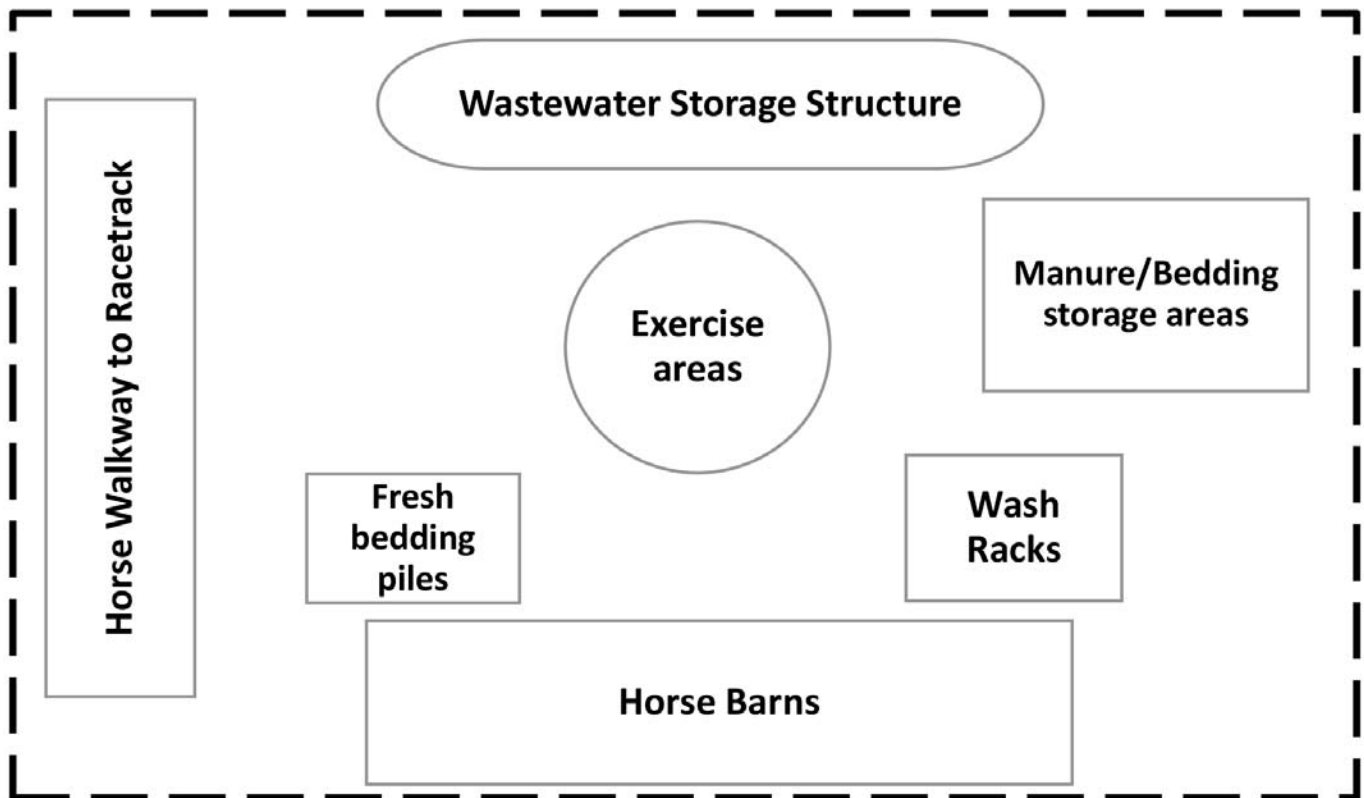 Wastewater Storage Structure
Horse Walkway to Racetrack
Manure/Bedding
storage areas
Exercise
areas
Fresh
bedding
piles
Wash
Racks
Horse Barns